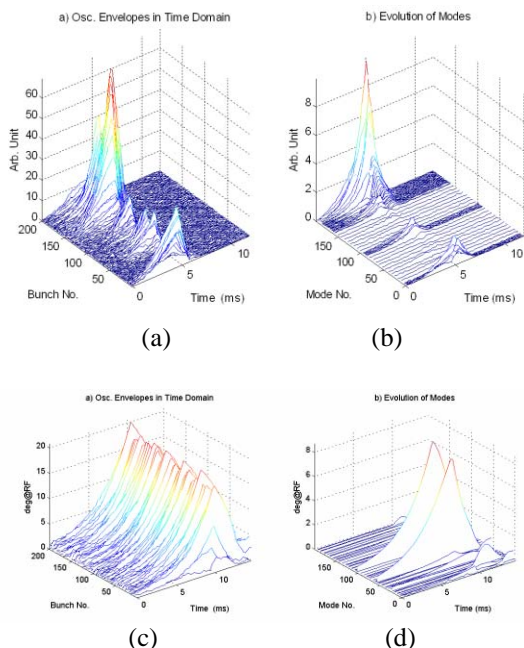 a) Osc. Envelopes in Time Domain
60
50
40
30
20
10
0
Arb. Unit
200
150
100
50
0
Bunch No.
0
5
10
Time (ms)
b) Evolution of Modes
8
6
4
2
0
Arb. Unit
150
100
50
0
Mode No.
0
5
10
Time (ms)
(a)
(b)
a) Osc. Envelopes in Time Domain
20
15
10
5
0
deg@RF
200
150
100
50
0
Bunch No.
0
5
10
Time (ms)
b) Evolution of Modes
8
6
4
2
0
deg@RF
150
100
50
0
Mode No.
0
5
10
Time (ms)
(c)
(d)